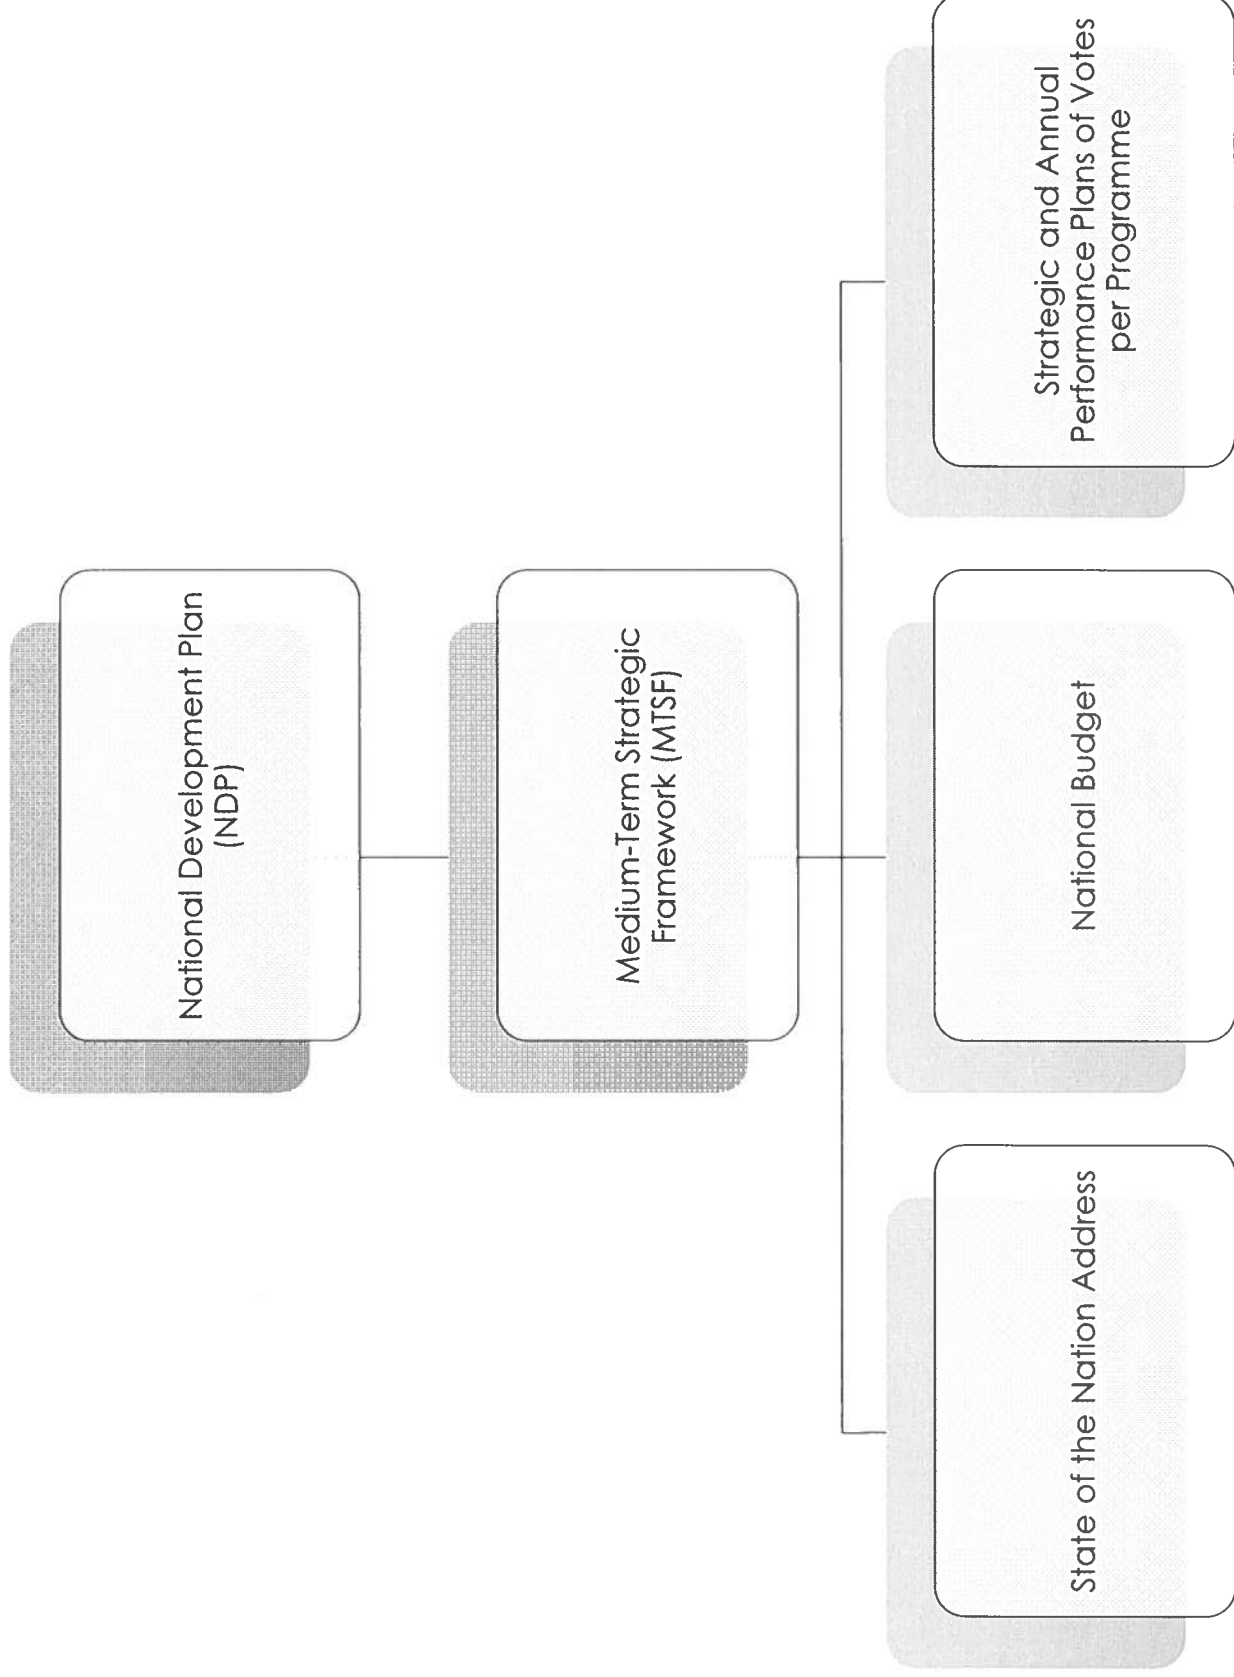 National Development Plan
(NDP)
Medium-Term Strategic
Framework (MTSF)
State of the Nation Address
National Budget
Strategic and Annual
Performance Plans of Votes
per Programme